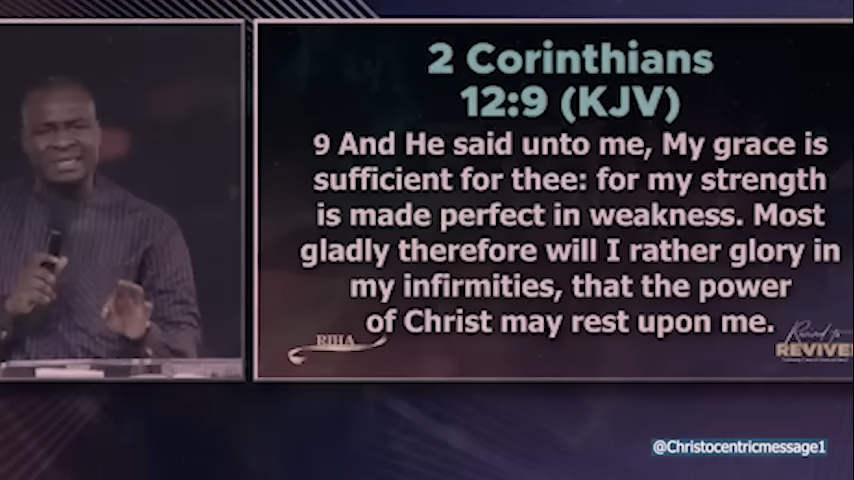 2 Corinthians
12:9 (KJV)
9 And He said unto me, My grace is
sufficient for thee: for my strength
is made perfect in weakness. Most
gladly therefore will I rather glory in
my infirmities, that the power
of Christ may rest upon me.
RIHA
REVIVE
@Christocentricmessage1